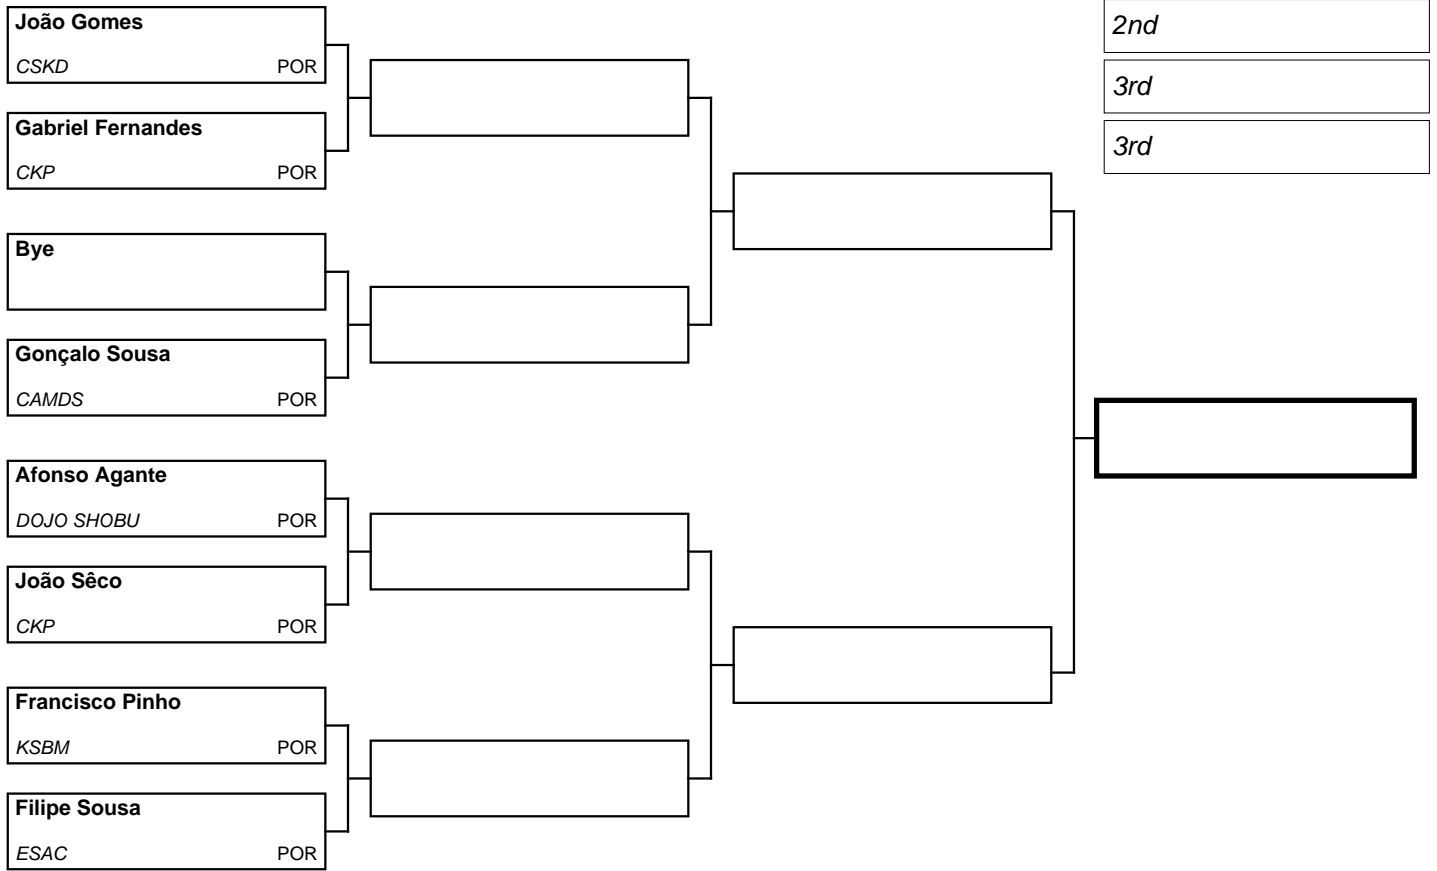 João Gomes
CSKD POR
Gabriel Fernandes
CKP POR
Bye
Gonçalo Sousa
CAMDS POR
Afonso Agante
DOJO SHOBU POR
João Sêco
CKP POR
Francisco Pinho
KSBM POR
Filipe Sousa
ESAC POR
2nd
3rd
3rd